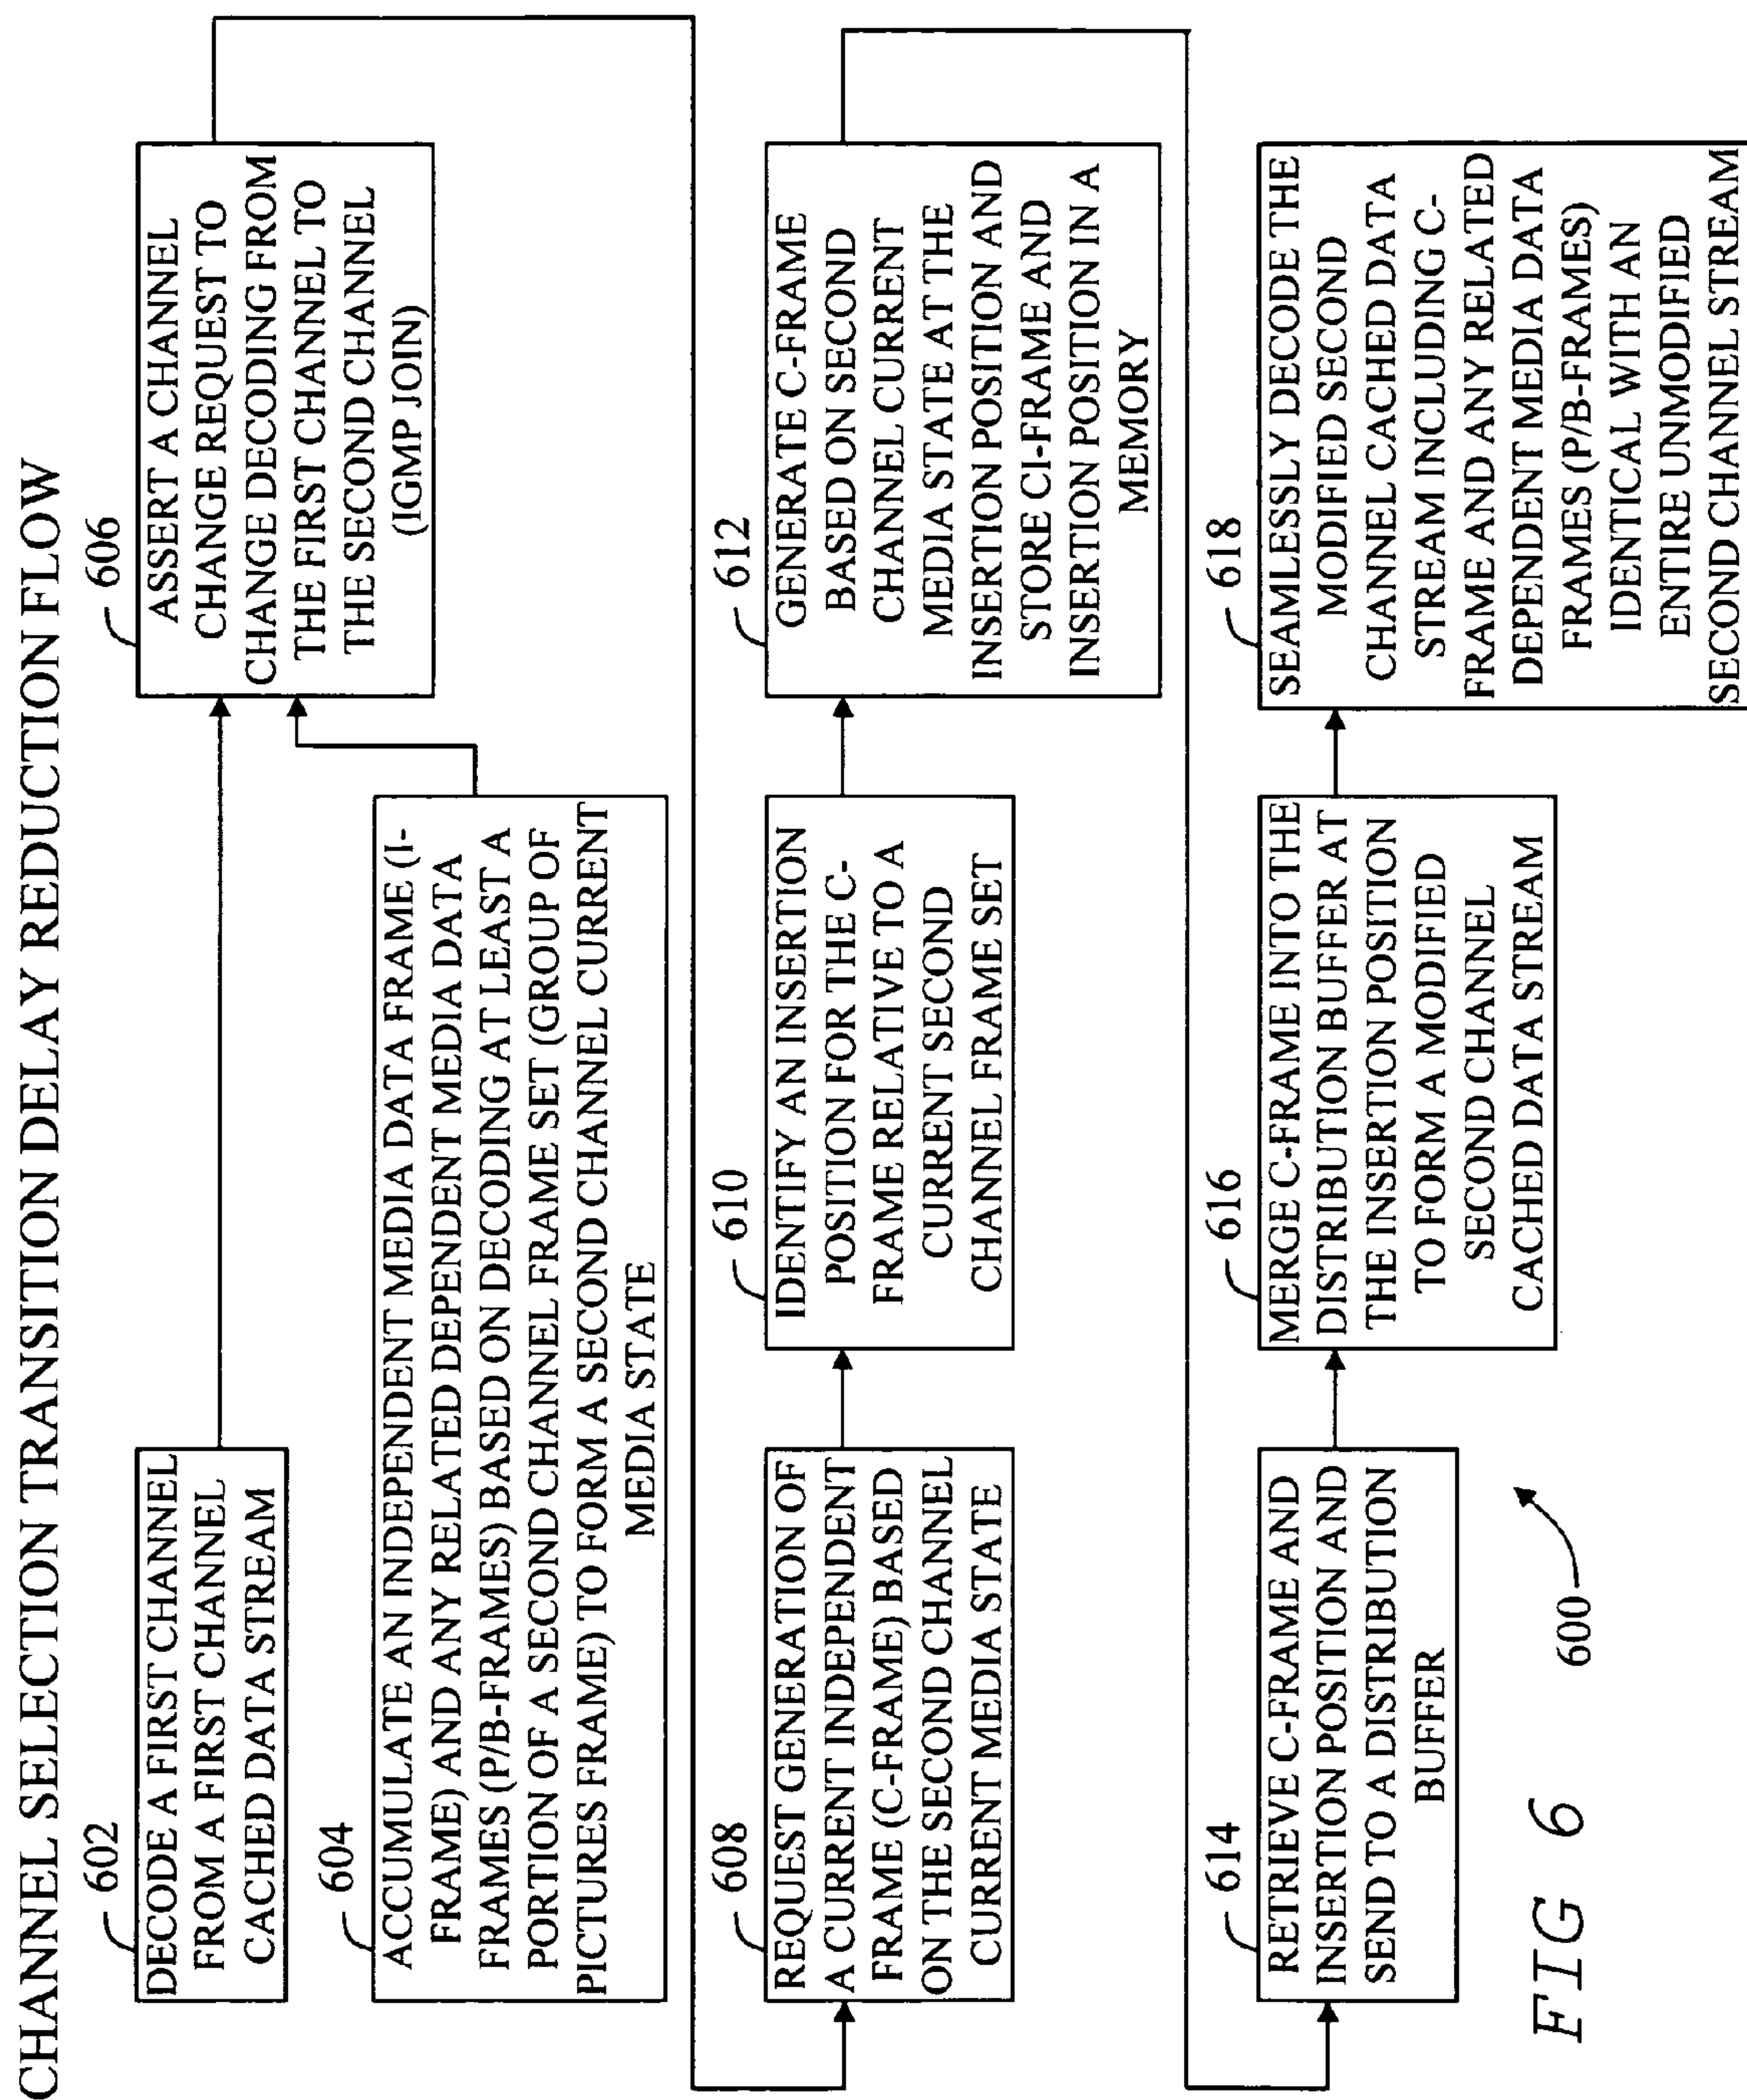 CHANNEL SELECTION TRANSITION DELAY REDUCTION FLOW
602
DECODE A FIRST CHANNEL
FROM A FIRST CHANNEL
CACHED DATA STREAM
604
ACCUMULATE AN INDEPENDENT MEDIA DATA FRAME (I-
FRAME) AND ANY RELATED DEPENDENT MEDIA DATA
FRAMES (P/B-FRAMES) BASED ON DECODING AT LEAST A
PORTION OF A SECOND CHANNEL FRAME SET (GROUP OF
PICTURES FRAME) TO FORM A SECOND CHANNEL CURRENT
MEDIA STATE
606
ASSERT A CHANNEL
CHANGE REQUEST TO
CHANGE DECODING FROM
THE FIRST CHANNEL TO
THE SECOND CHANNEL
(IGMP JOIN)
608
REQUEST GENERATION OF
A CURRENT INDEPENDENT
FRAME (C-FRAME) BASED
ON THE SECOND CHANNEL
CURRENT MEDIA STATE
610
IDENTIFY AN INSERTION
POSITION FOR THE C-
FRAME RELATIVE TO A
CURRENT SECOND
CHANNEL FRAME SET
612
GENERATE C-FRAME
BASED ON SECOND
CHANNEL CURRENT
MEDIA STATE AT THE
INSERTION POSITION AND
STORE CI-FRAME AND
INSERTION POSITION IN A
MEMORY
614
RETRIEVE C-FRAME AND
INSERTION POSITION AND
SEND TO A DISTRIBUTION
BUFFER
616
MERGE C-FRAME INTO THE
DISTRIBUTION BUFFER AT
THE INSERTION POSITION
TO FORM A MODIFIED
SECOND CHANNEL
CACHED DATA STREAM
618
SEAMLESSLY DECODE THE
MODIFIED SECOND
CHANNEL CACHED DATA
STREAM INCLUDING C-
FRAME AND ANY RELATED
DEPENDENT MEDIA DATA
FRAMES (P/B-FRAMES)
IDENTICAL WITH AN
ENTIRE UNMODIFIED
SECOND CHANNEL STREAM
FIG 6
600